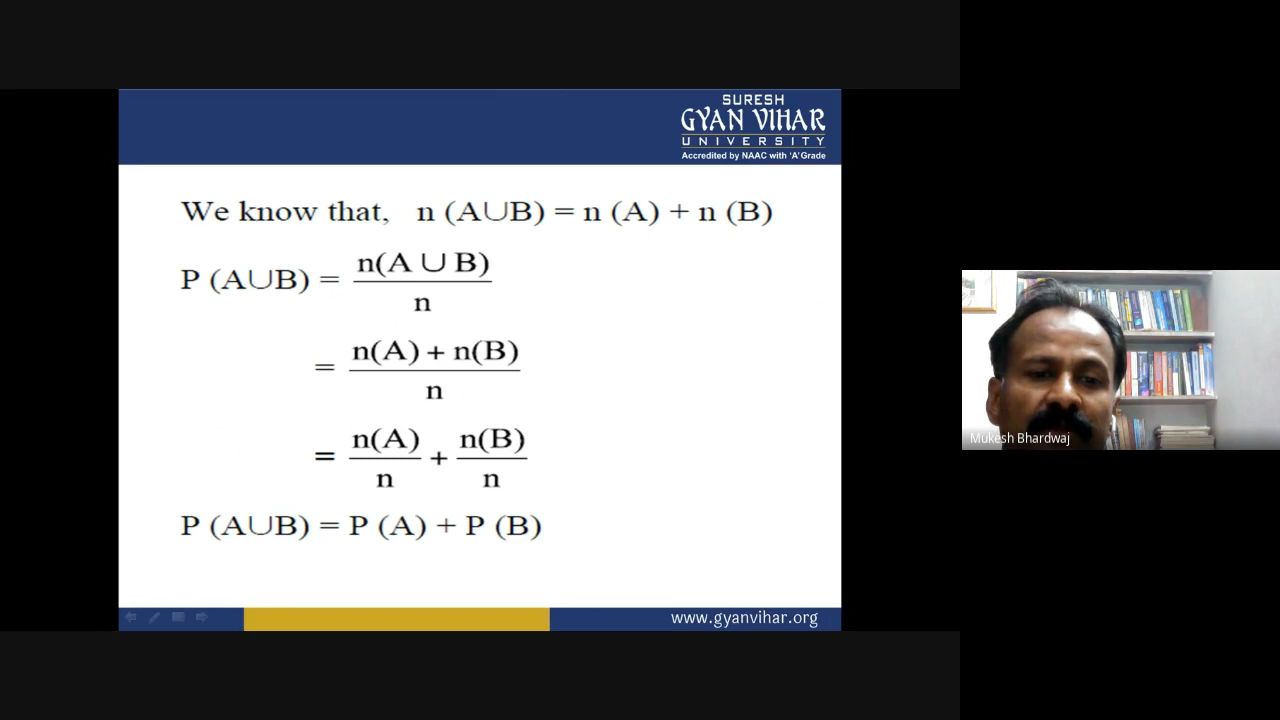 SURESH
GYAN VIHAR
UNIVERSITY
Accredited by NAAC with 'A' Grade
We know that, n (A∪B) = n (A) + n (B)
P (A∪B) = n(A ∪ B) / n
= n(A) + n(B) / n
= n(A) / n + n(B) / n
P (A∪B) = P (A) + P (B)
www.gyanvihar.org
Mukesh Bhardwaj